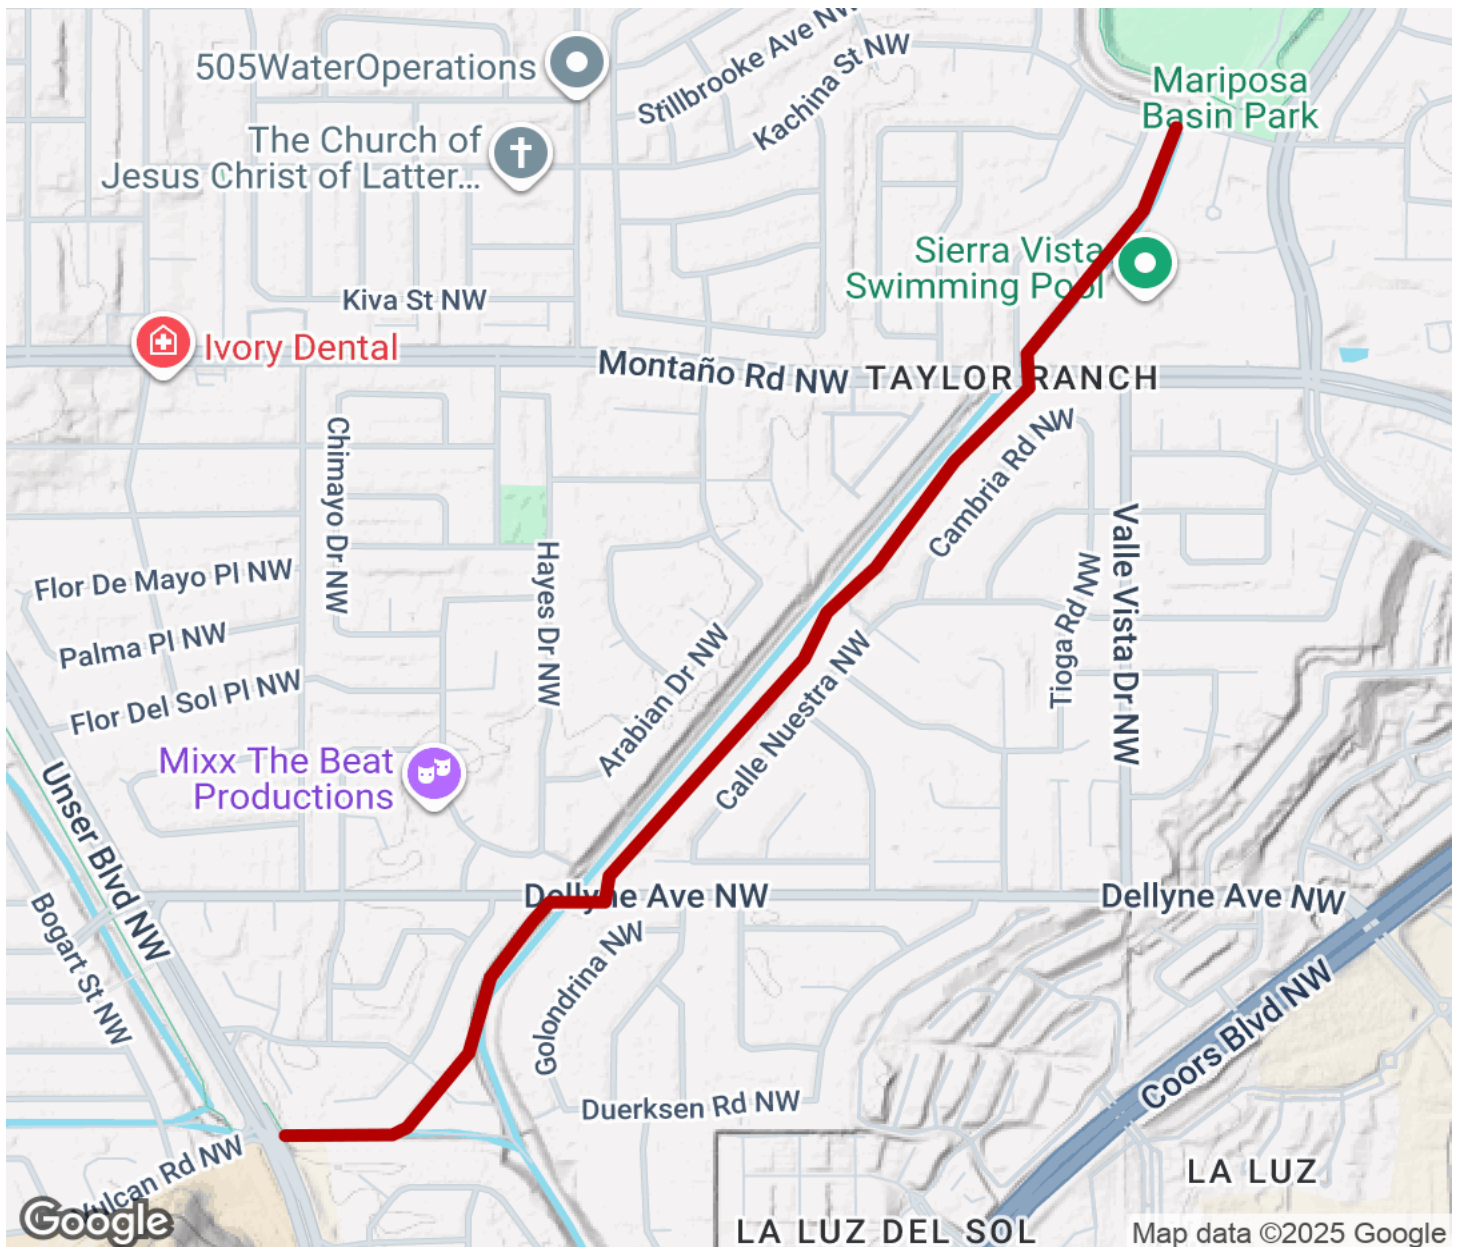 Stillbrooke Ave NW
Kachina St NW
505WaterOperations
Mariposa
Basin Park
The Church of
Jesus Christ of Latter...
Sierra Vista
Swimming Pool
Kiva St NW
Ivory Dental
Montaño Rd NW
TAYLOR RANCH
Chimayo Dr NW
Cambria Rd NW
Valle Vista Dr NW
Flor De Mayo Pl NW
Hayes Dr NW
Tioga Rd NW
Palma Pl NW
Arabian Dr NW
Calle Nuestra NW
Flor Del Sol Pl NW
Mixx The Beat
Productions
Unser Blvd NW
Dellyne Ave NW
Dellyne Ave NW
Bogart St NW
Golondrina NW
Coors Blvd NW
Duerksen Rd NW
Vulcan Rd NW
LA LUZ
Google
LA LUZ DEL SOL
Map data ©2025 Google